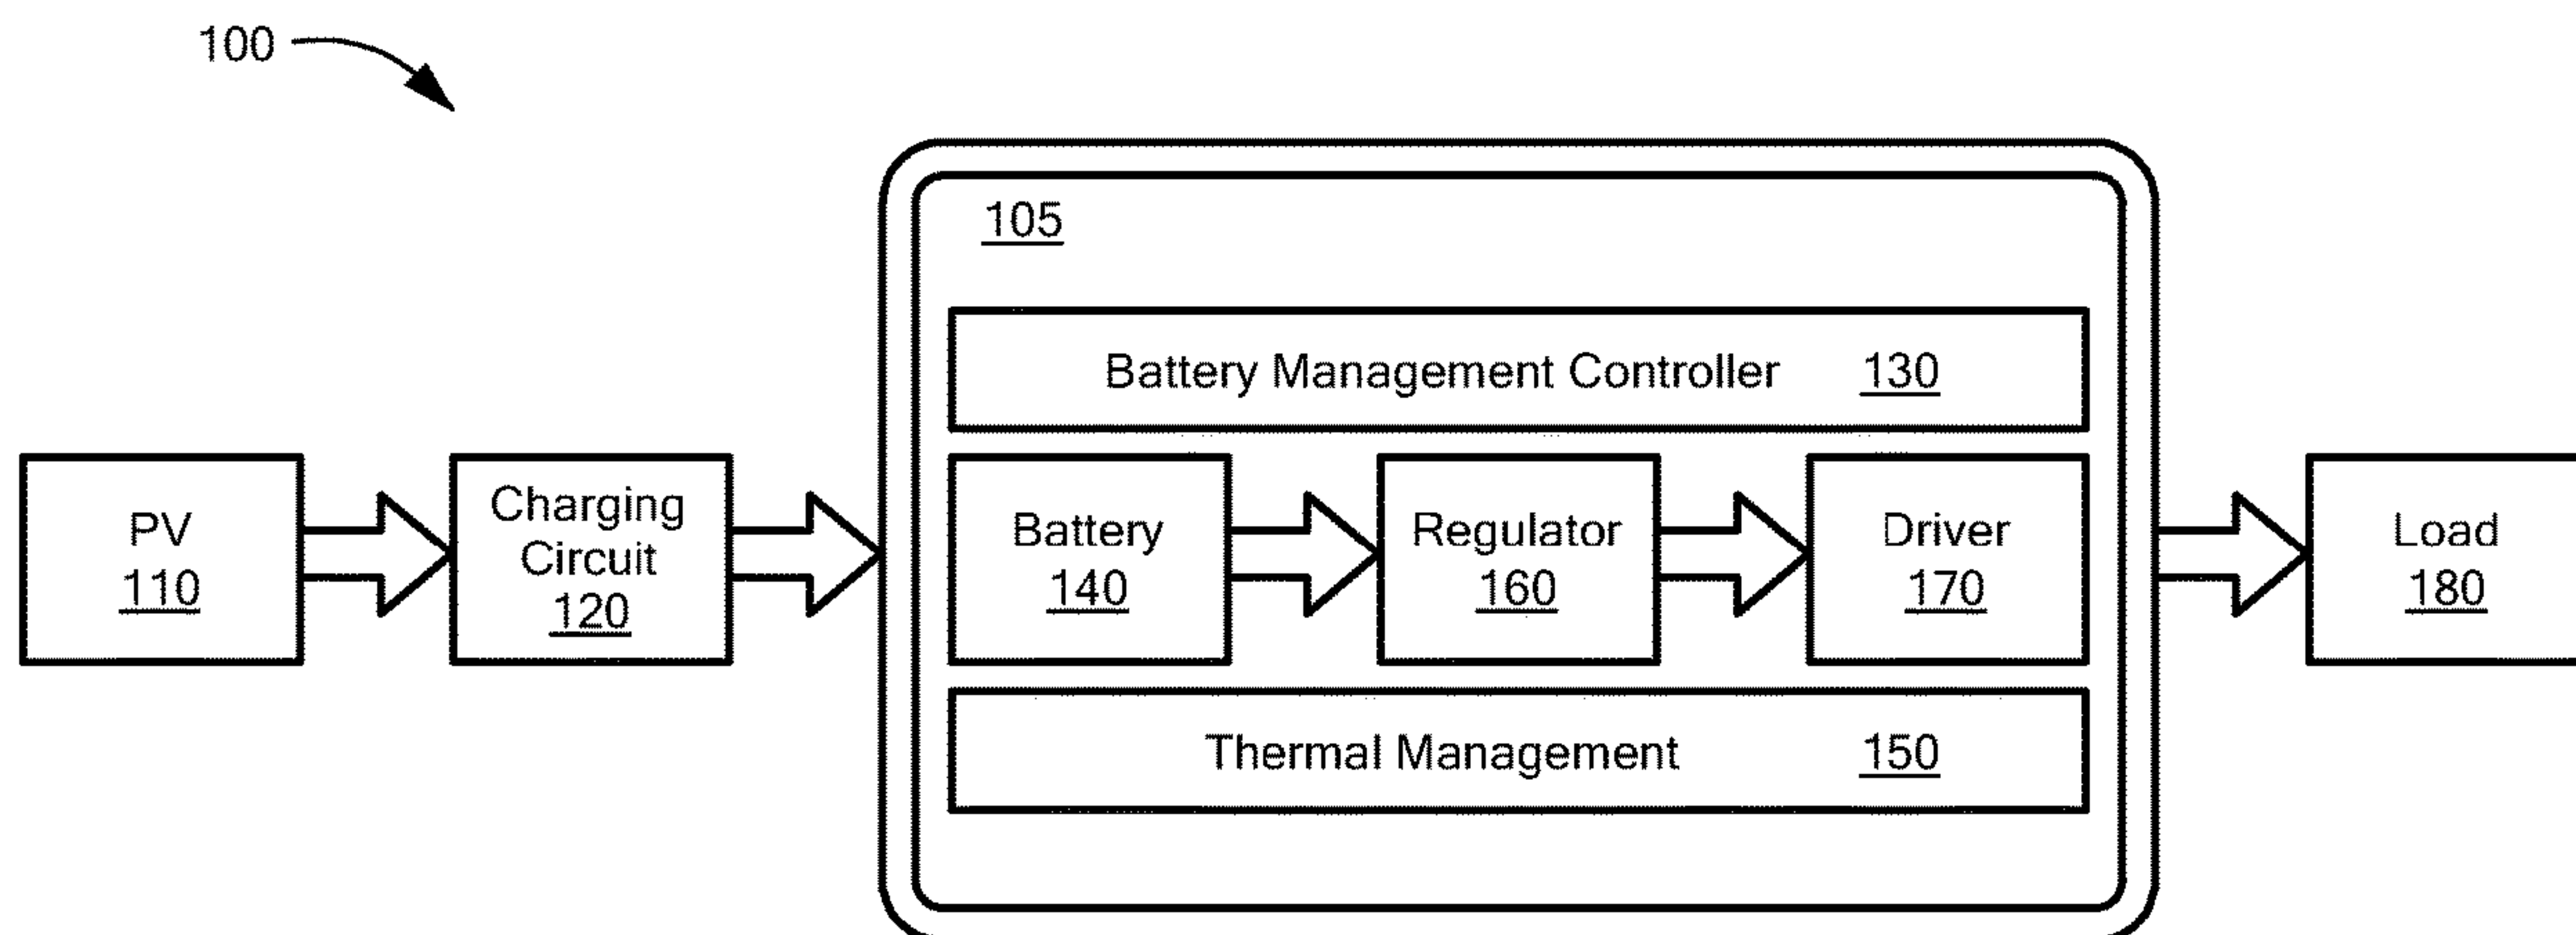 100
105
Battery Management Controller 130
PV
110
Charging
Circuit
120
Battery
140
Regulator
160
Driver
170
Load
180
Thermal Management 150